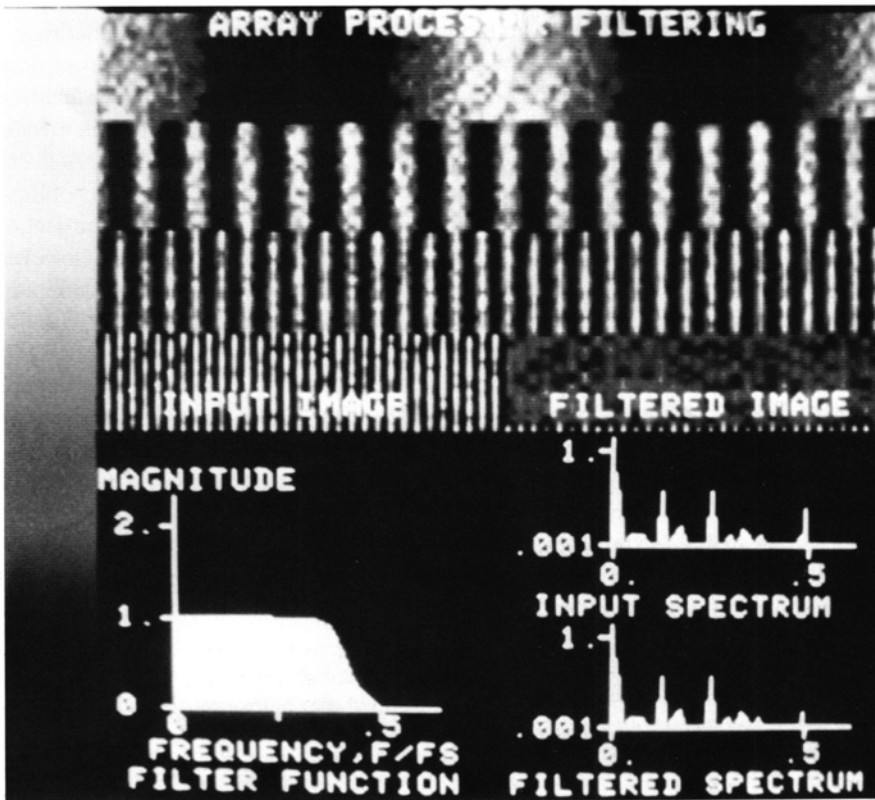 ARRAY PROCESSOR FILTERING
INPUT IMAGE
FILTERED IMAGE
MAGNITUDE
2.
1.
0
0
.5
FREQUENCY,F/FS
FILTER FUNCTION
1.
.001
0.
.5
INPUT SPECTRUM
1.
.001
0.
.5
FILTERED SPECTRUM